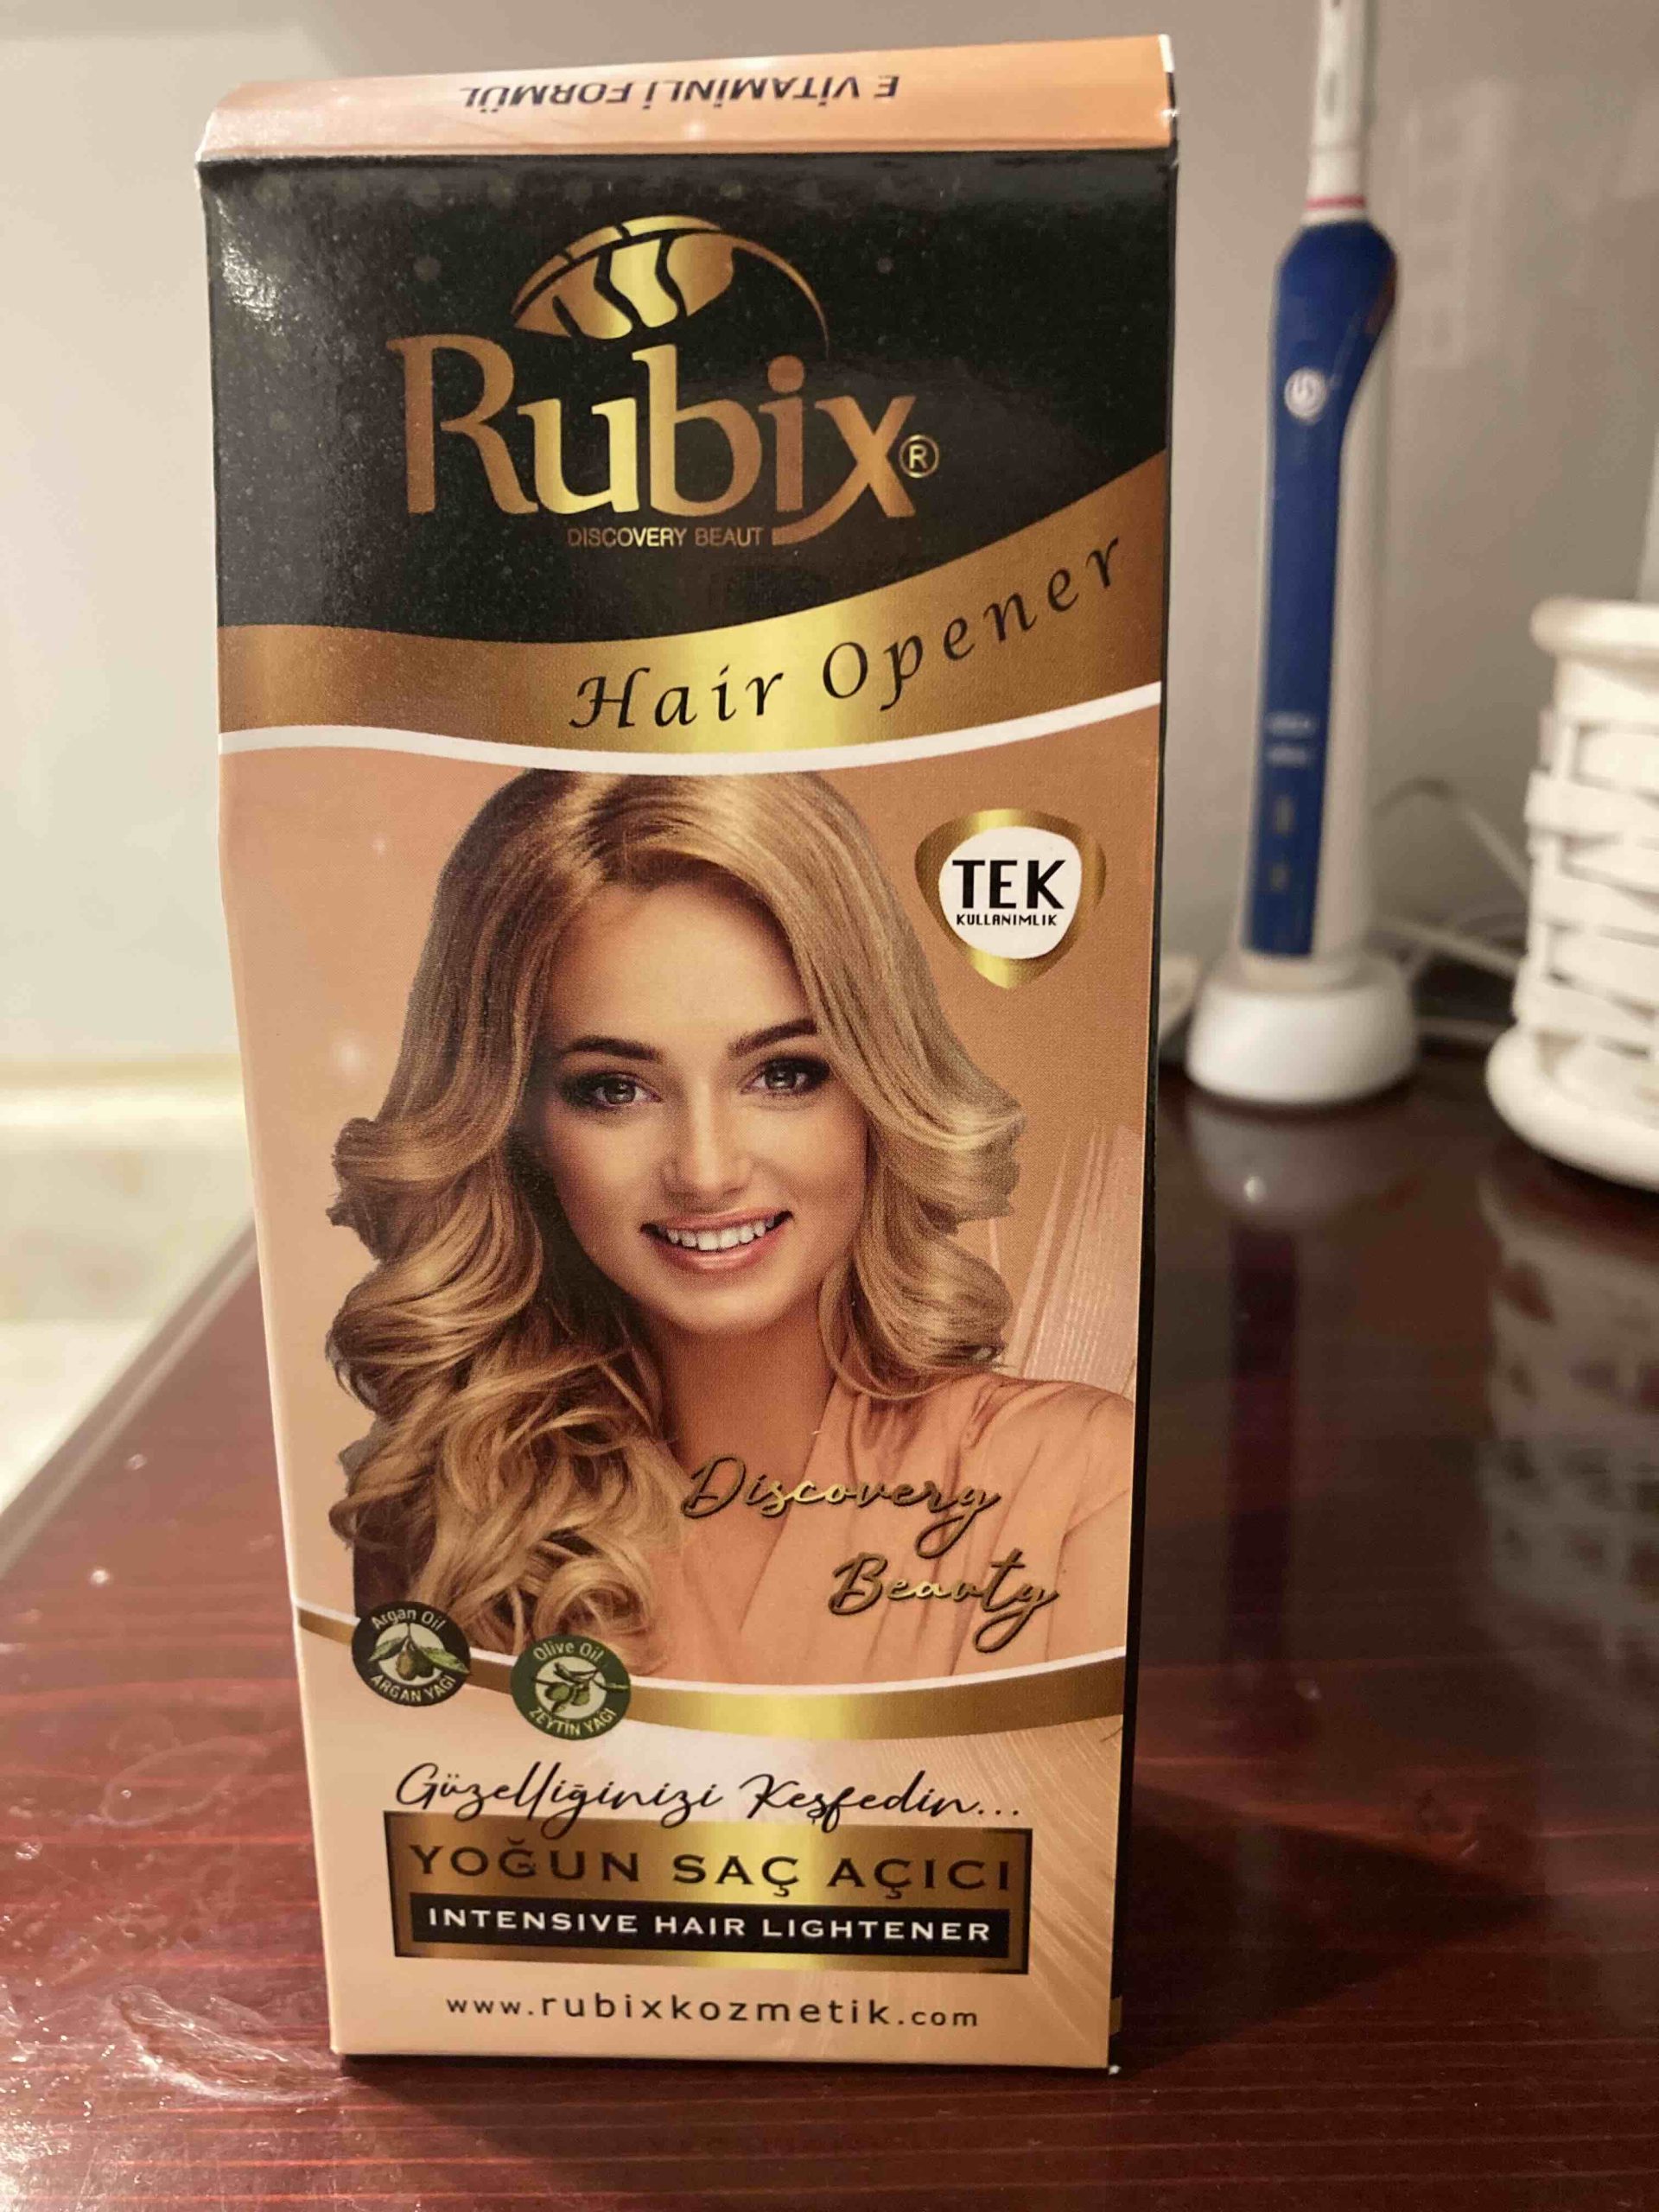 E VİTAMİNLİ FORMÜL
Rubix®
DISCOVERY BEAUT
Hair Opener
TEK
KULLANIMLIK
Discovery
Beauty
Argan Oil
ARGAN YAĞI
Olive Oil
ZEYTİN YAĞI
Güzelliğinizi Keşfedin...
YOĞUN SAÇ AÇICI
INTENSIVE HAIR LIGHTENER
www.rubixkozmetik.com